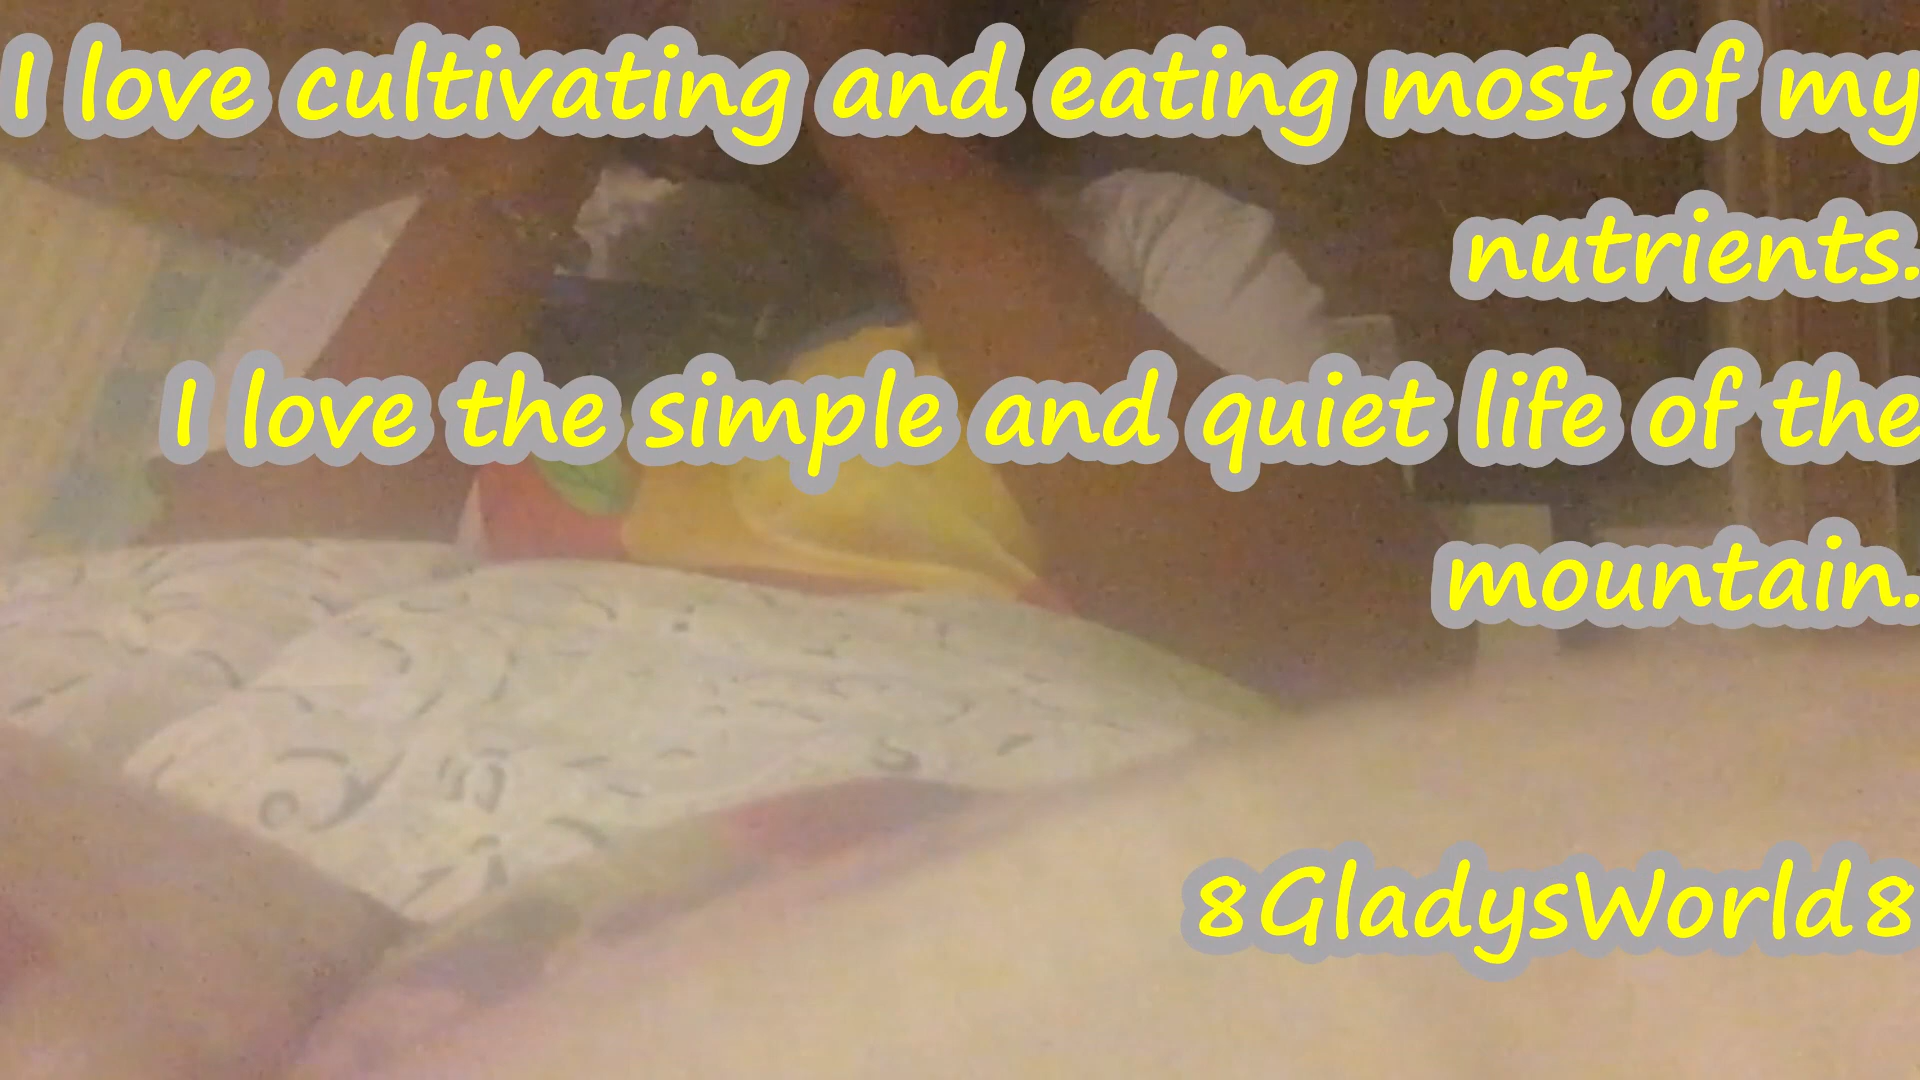 I love cultivating and eating most of my
nutrients.
I love the simple and quiet life of the
mountain.
8GladysWorld8